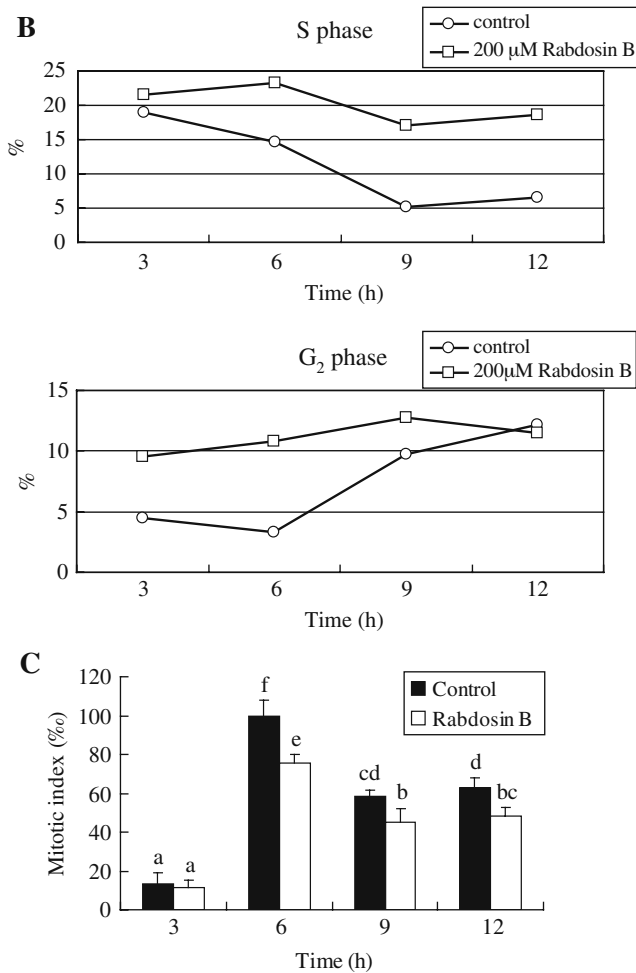 B
S phase
control
200 μM Rabdosin B
25
20
15
10
5
0
%
3 6 9 12
Time (h)
G₂ phase
control
200μM Rabdosin B
15
10
5
0
%
3 6 9 12
Time (h)
C
Control
Rabdosin B
120
100
80
60
40
20
0
Mitotic index (‰)
a a f e cd b d bc
3 6 9 12
Time (h)